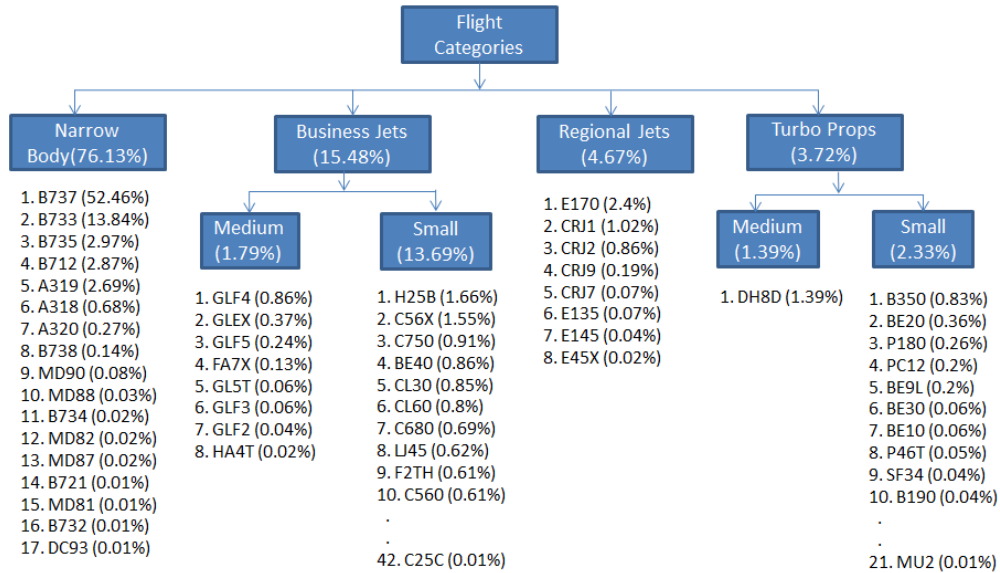 Flight
Categories
Narrow
Body(76.13%)
1. B737 (52.46%)
2. B733 (13.84%)
3. B735 (2.97%)
4. B712 (2.87%)
5. A319 (2.69%)
6. A318 (0.68%)
7. A320 (0.27%)
8. B738 (0.14%)
9. MD90 (0.08%)
10. MD88 (0.03%)
11. B734 (0.02%)
12. MD82 (0.02%)
13. MD87 (0.02%)
14. B721 (0.01%)
15. MD81 (0.01%)
16. B732 (0.01%)
17. DC93 (0.01%)
Business Jets
(15.48%)
Medium
(1.79%)
1. GLF4 (0.86%)
2. GLEX (0.37%)
3. GLF5 (0.24%)
4. FA7X (0.13%)
5. GL5T (0.06%)
6. GLF3 (0.06%)
7. GLF2 (0.04%)
8. HA4T (0.02%)
Small
(13.69%)
1. H25B (1.66%)
2. C56X (1.55%)
3. C750 (0.91%)
4. BE40 (0.86%)
5. CL30 (0.85%)
6. CL60 (0.8%)
7. C680 (0.69%)
8. LJ45 (0.62%)
9. F2TH (0.61%)
10. C560 (0.61%)
.
.
42. C25C (0.01%)
Regional Jets
(4.67%)
1. E170 (2.4%)
2. CRJ1 (1.02%)
3. CRJ2 (0.86%)
4. CRJ9 (0.19%)
5. CRJ7 (0.07%)
6. E135 (0.07%)
7. E145 (0.04%)
8. E45X (0.02%)
Turbo Props
(3.72%)
Medium
(1.39%)
1. DH8D (1.39%)
Small
(2.33%)
1. B350 (0.83%)
2. BE20 (0.36%)
3. P180 (0.26%)
4. PC12 (0.2%)
5. BE9L (0.2%)
6. BE30 (0.06%)
7. BE10 (0.06%)
8. P46T (0.05%)
9. SF34 (0.04%)
10. B190 (0.04%)
.
.
21. MU2 (0.01%)